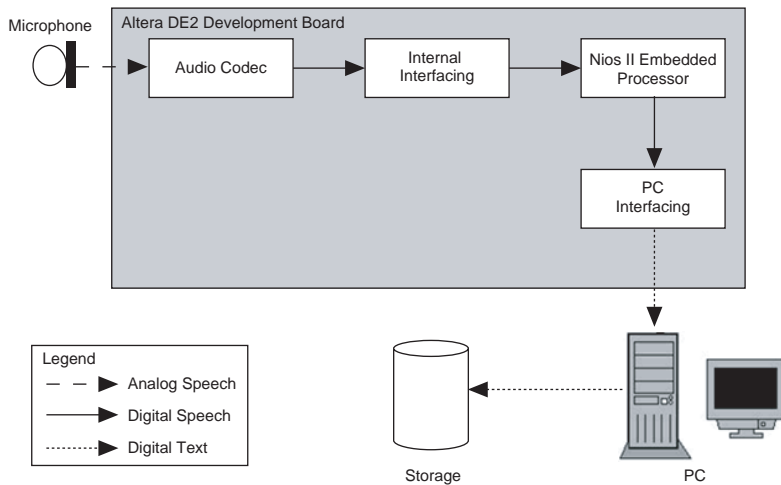 Microphone
Altera DE2 Development Board
Audio Codec
Internal
Interfacing
Nios II Embedded
Processor
PC
Interfacing
Legend
Analog Speech
Digital Speech
Digital Text
Storage
PC